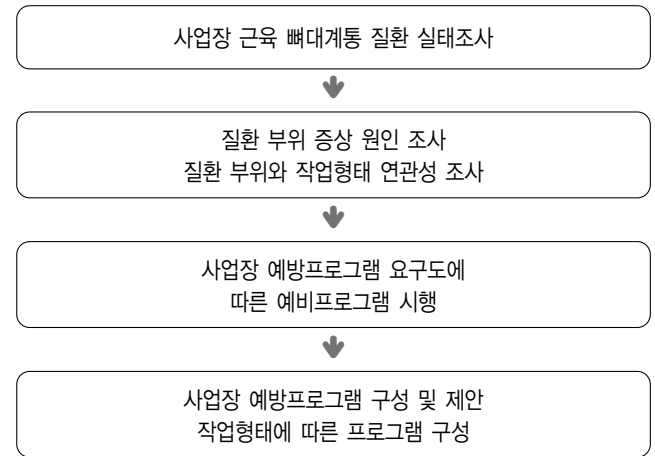 사업장 근육 뼈대계통 질환 실태조사
질환 부위 증상 원인 조사
질환 부위와 작업형태 연관성 조사
사업장 예방프로그램 요구도에
따른 예비프로그램 시행
사업장 예방프로그램 구성 및 제안
작업형태에 따른 프로그램 구성